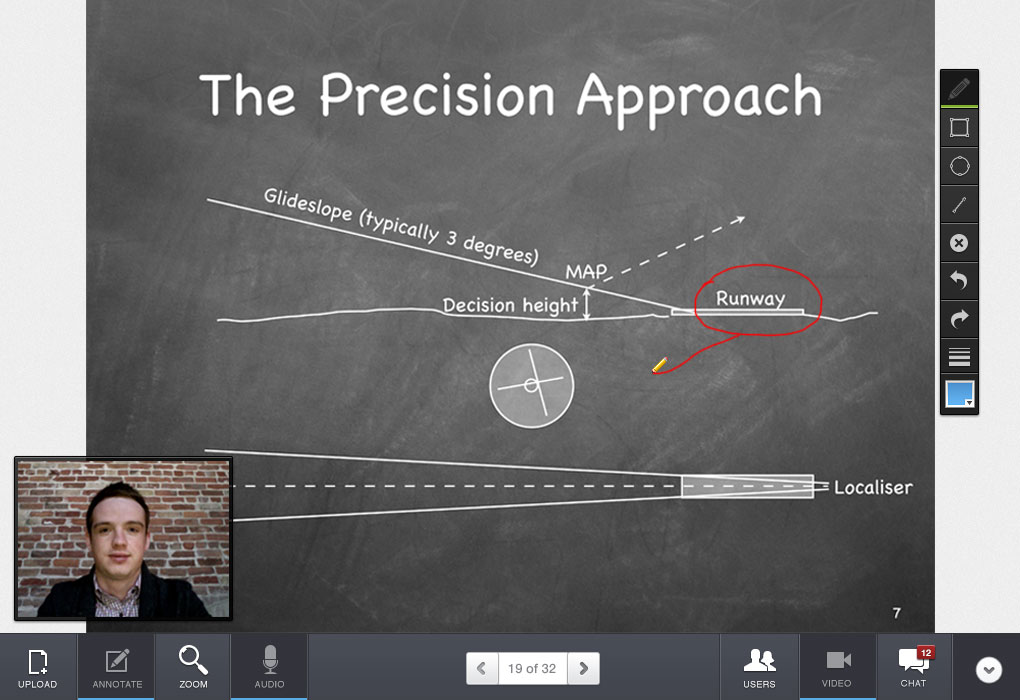 The Precision Approach
Glideslope (typically 3 degrees)
MAP
Decision height
Runway
Localiser
7
UPLOAD
ANNOTATE
ZOOM
AUDIO
19 of 32
USERS
VIDEO
12
CHAT